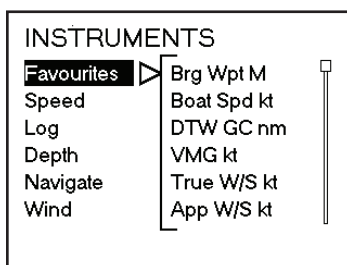 INSTRUMENTS
Favourites
Speed
Log
Depth
Navigate
Wind
Brg Wpt M
Boat Spd kt
DTW GC nm
VMG kt
True W/S kt
App W/S kt